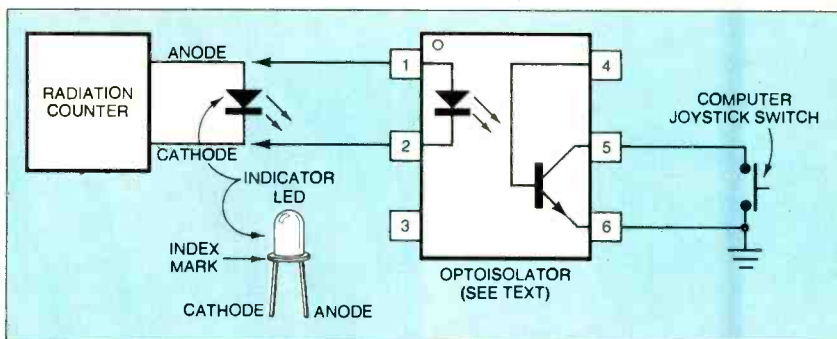 RADIATION
COUNTER
ANODE
CATHODE
INDICATOR
LED
INDEX
MARK
CATHODE
ANODE
1
2
3
4
5
6
OPTOISOLATOR
(SEE TEXT)
COMPUTER
JOYSTICK SWITCH